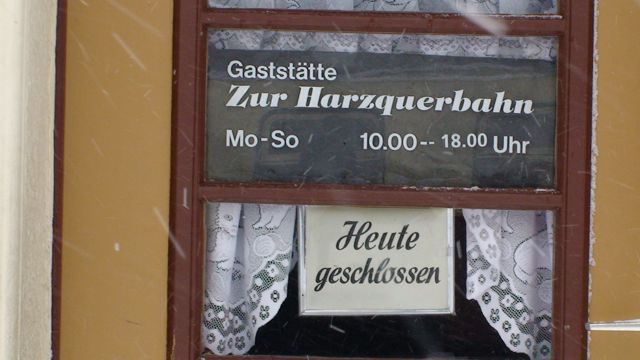 Gaststätte
Zur Harzquerbahn
Mo-So 10.00-- 18.00 Uhr
Heute
geschlossen